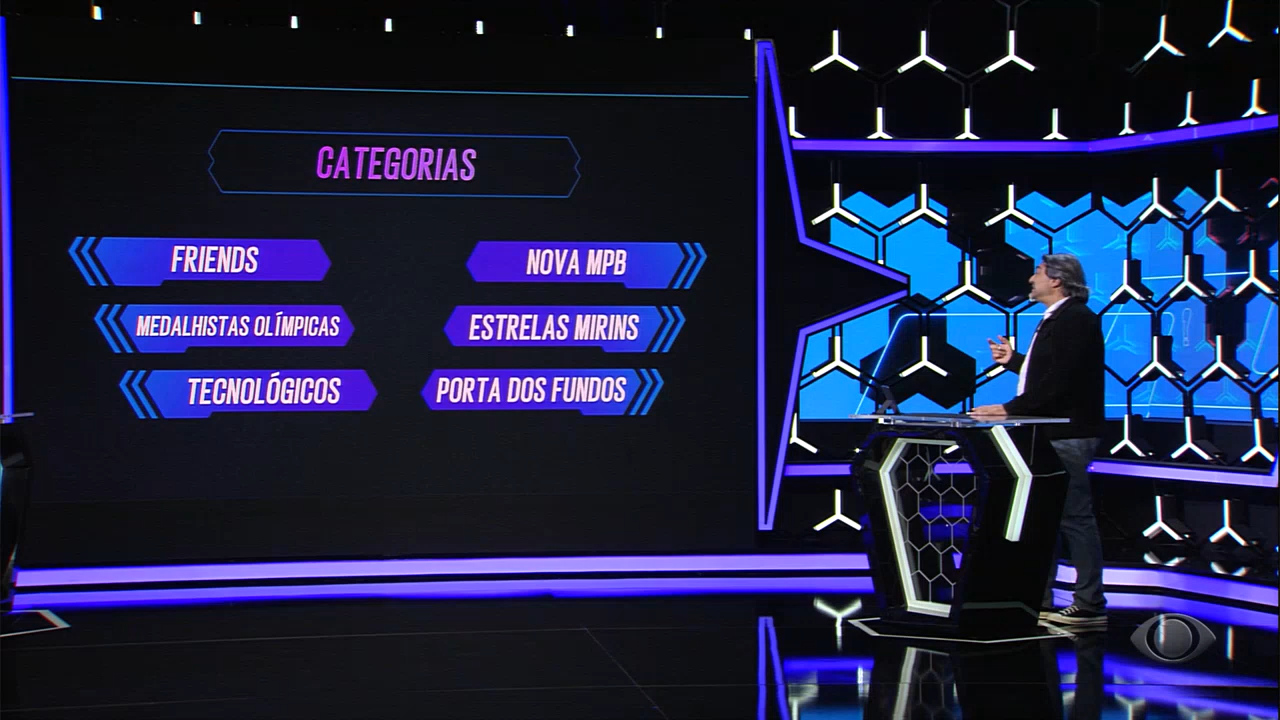 CATEGORIAS
FRIENDS
NOVA MPB
MEDALHISTAS OLÍMPICAS
ESTRELAS MIRINS
TECNOLÓGICOS
PORTA DOS FUNDOS